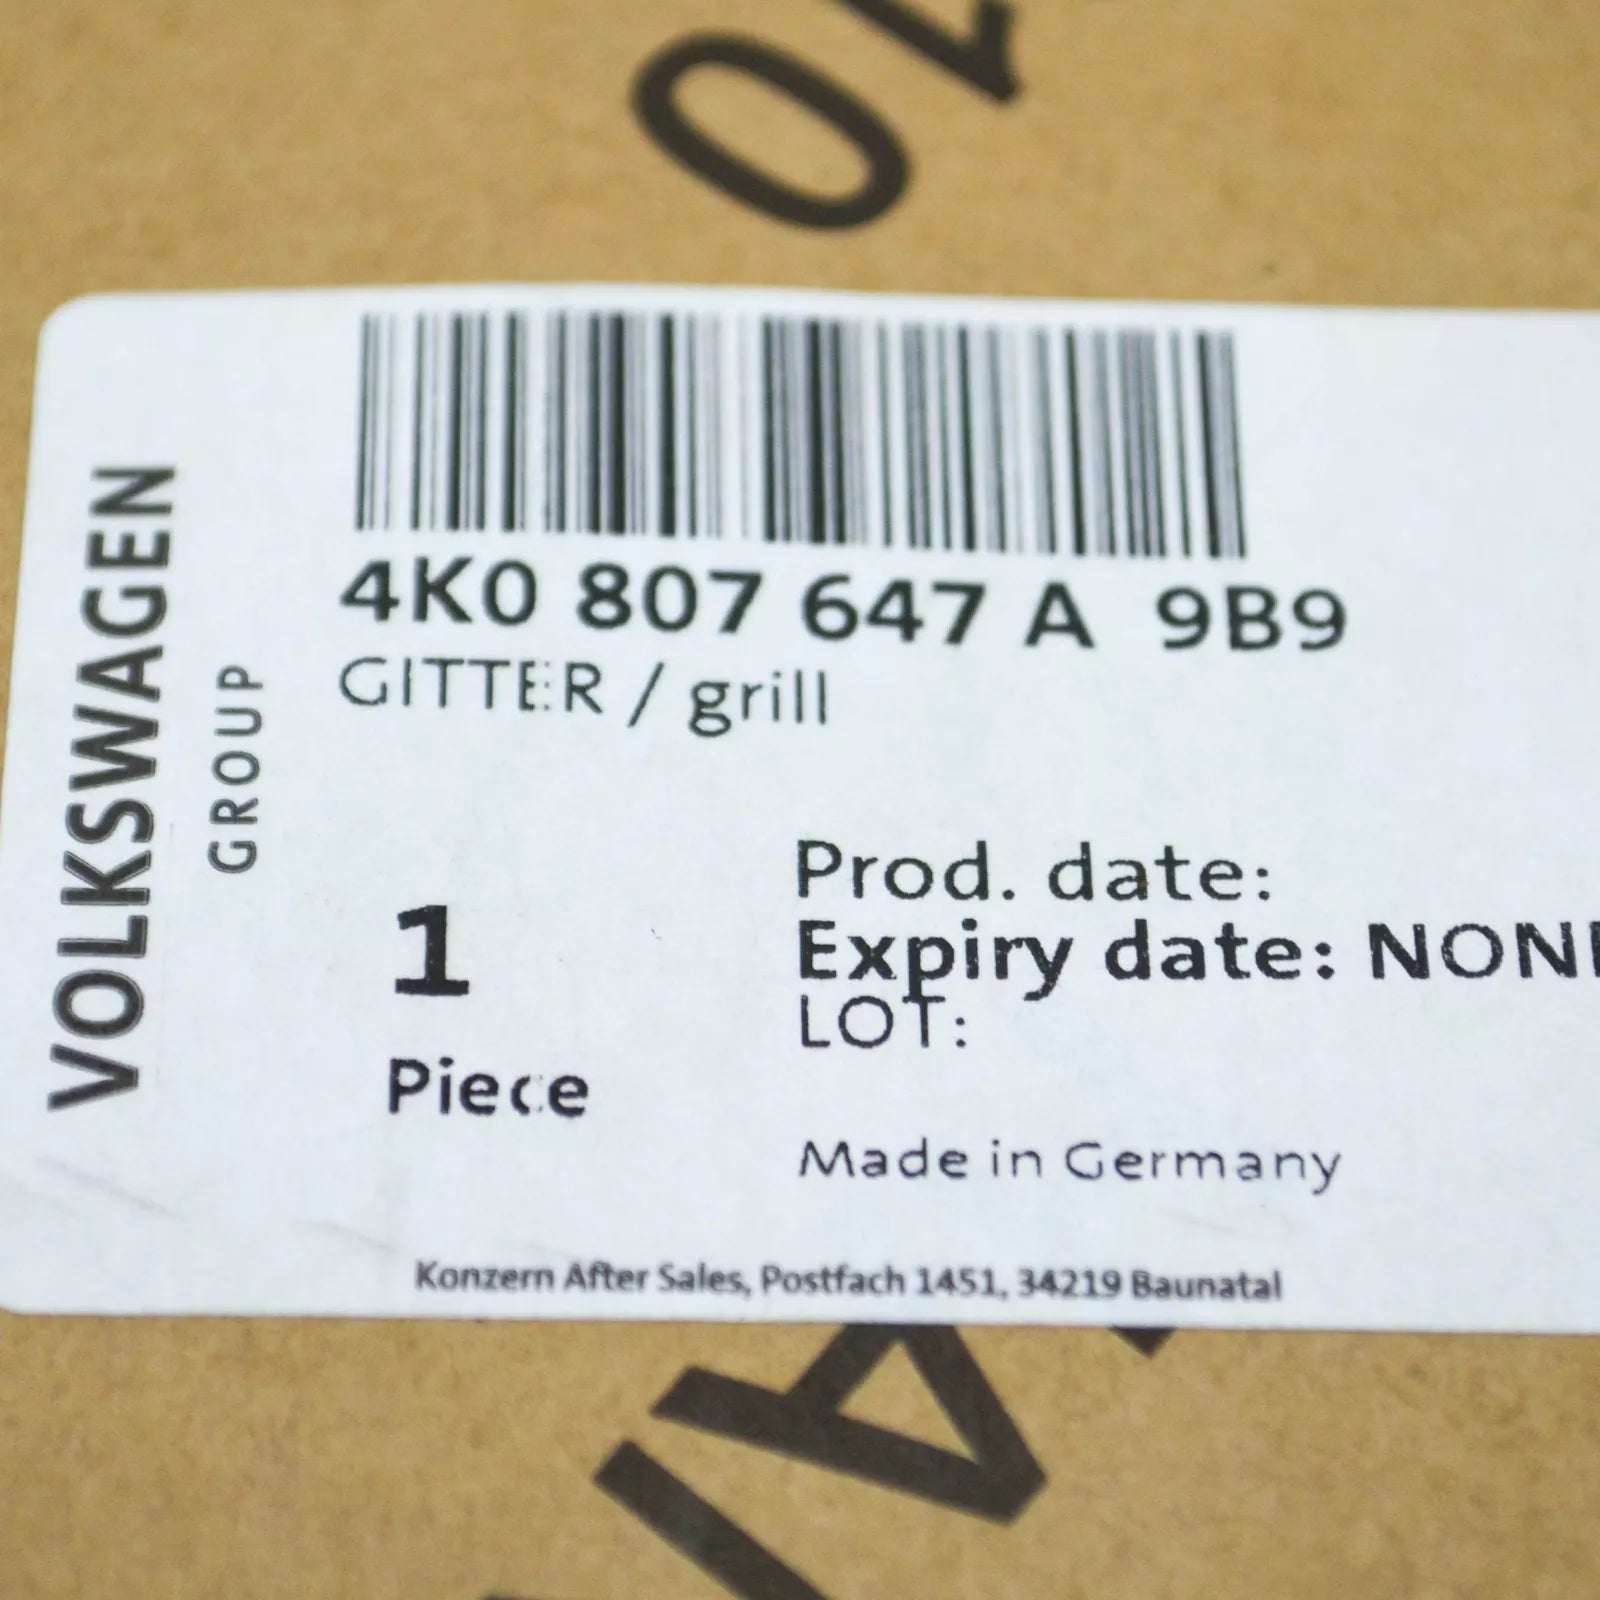 VOLKSWAGEN
GROUP
4K0 807 647 A 9B9
GITTER / grill
1
Piece
Prod. date:
Expiry date: NONE
LOT:
Made in Germany
Konzern After Sales, Postfach 1451, 34219 Baunatal